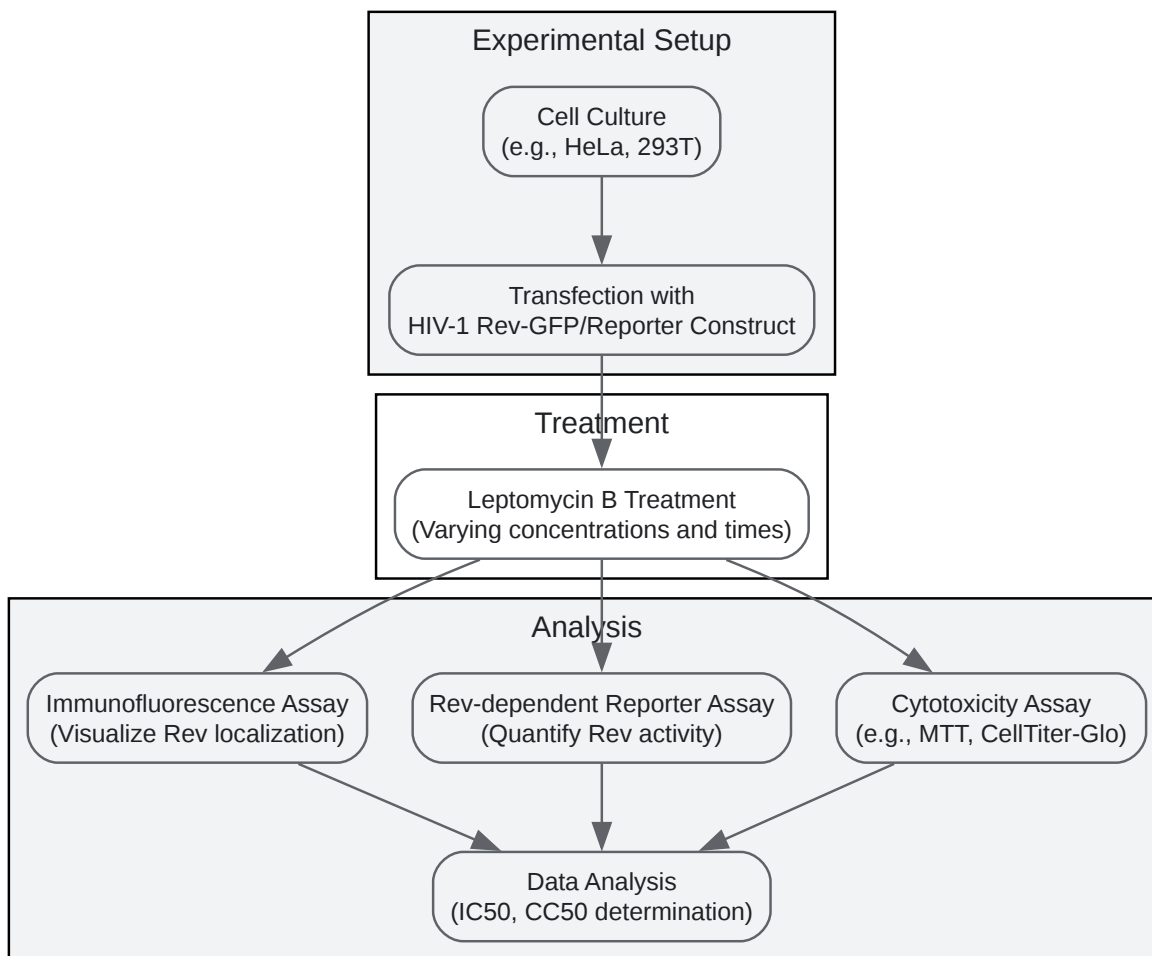 Experimental Setup
Cell Culture
(e.g., HeLa, 293T)
Transfection with
HIV-1 Rev-GFP/Reporter Construct
Treatment
Leptomycin B Treatment
(Varying concentrations and times)
Analysis
Immunofluorescence Assay
(Visualize Rev localization)
Rev-dependent Reporter Assay
(Quantify Rev activity)
Cytotoxicity Assay
(e.g., MTT, CellTiter-Glo)
Data Analysis
(IC50, CC50 determination)